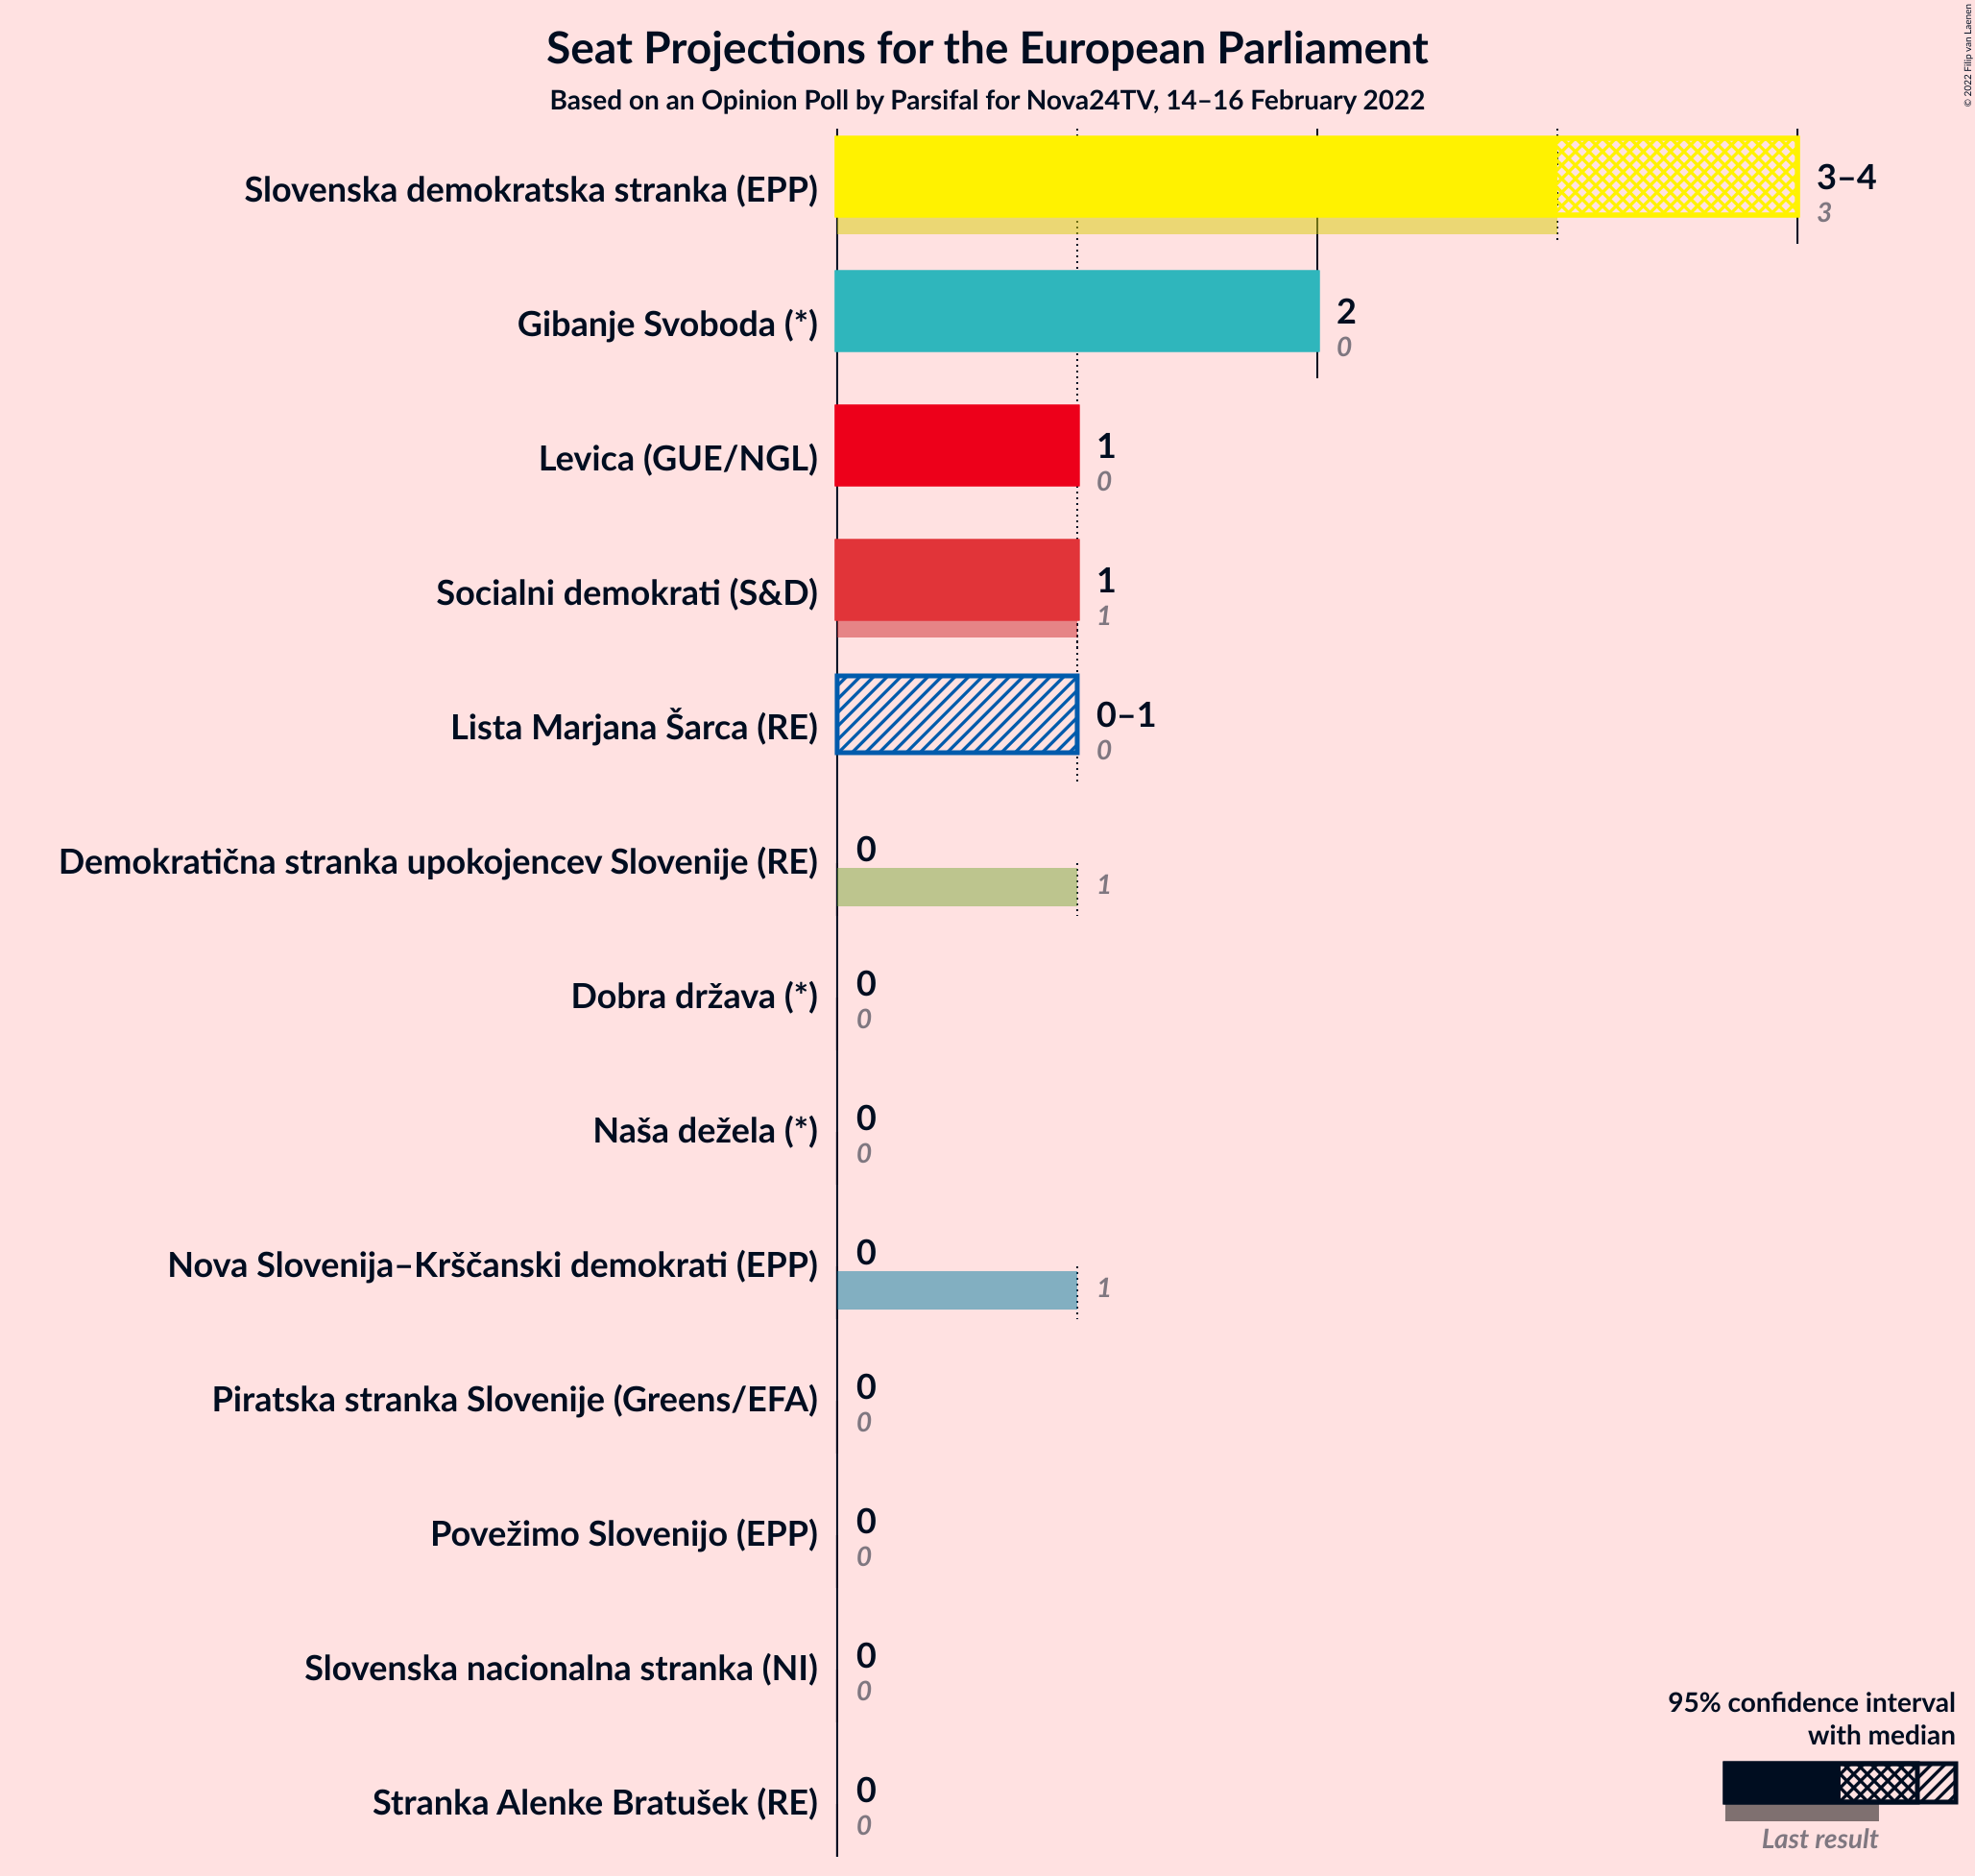 Seat Projections for the European Parliament
Based on an Opinion Poll by Parsifal for Nova24TV, 14–16 February 2022
© 2022 Filip van Laenen
Slovenska demokratska stranka (EPP)
3–4
3
Gibanje Svoboda (*)
2
0
Levica (GUE/NGL)
1
0
Socialni demokrati (S&D)
1
1
Lista Marjana Šarca (RE)
0–1
0
Demokratična stranka upokojencev Slovenije (RE)
0
1
Dobra država (*)
0
0
Naša dežela (*)
0
0
Nova Slovenija–Krščanski demokrati (EPP)
0
1
Piratska stranka Slovenije (Greens/EFA)
0
0
Povežimo Slovenijo (EPP)
0
0
Slovenska nacionalna stranka (NI)
0
0
Stranka Alenke Bratušek (RE)
0
0
95% confidence interval
with median
Last result